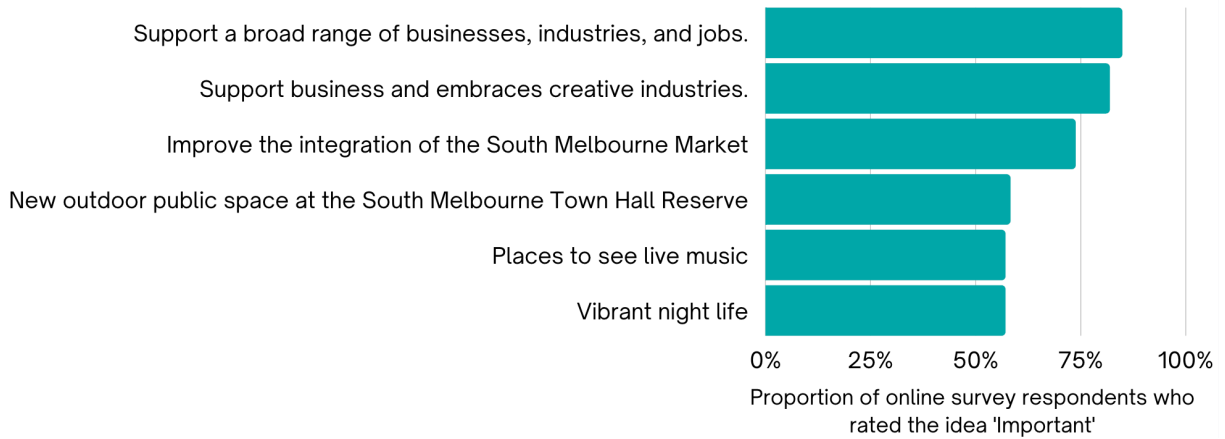 Support a broad range of businesses, industries, and jobs.
Support business and embraces creative industries.
Improve the integration of the South Melbourne Market
New outdoor public space at the South Melbourne Town Hall Reserve
Places to see live music
Vibrant night life
0% 25% 50% 75% 100%
Proportion of online survey respondents who
rated the idea 'Important'